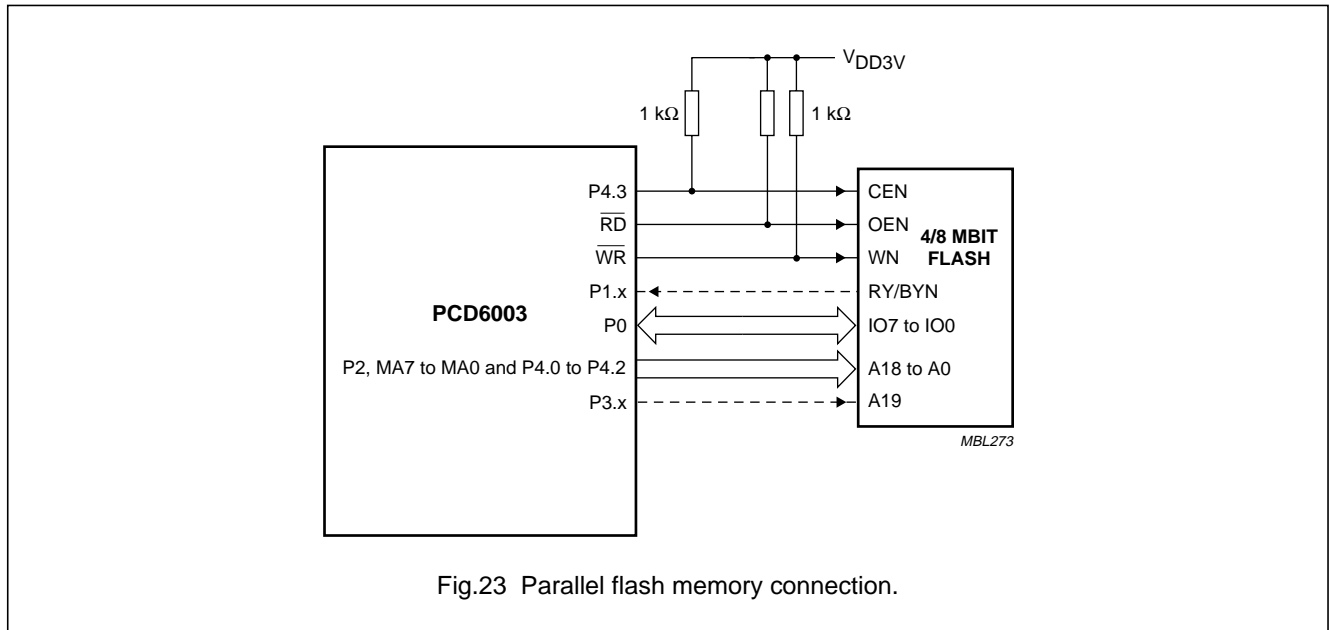 VDD3V
1 kΩ 1 kΩ
P4.3 CEN
RD OEN
4/8 MBIT
FLASH
WR WN
P1.x RY/BYN
PCD6003
P0 IO7 to IO0
P2, MA7 to MA0 and P4.0 to P4.2 A18 to A0
P3.x A19
MBL273
Fig.23 Parallel flash memory connection.